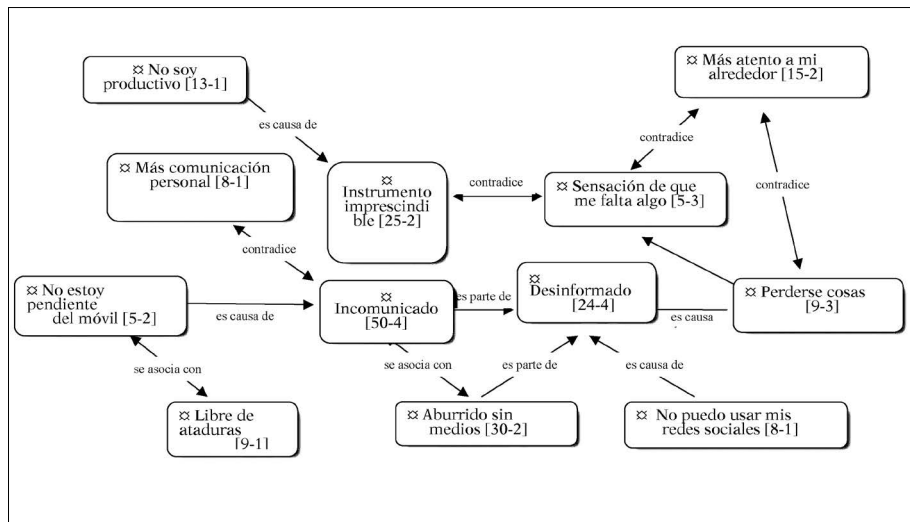 ¤ No soy
productivo [13-1]
¤ Más atento a mi
alrededor [15-2]
es causa de
contradice
¤ Más comunicación
personal [8-1]
¤
Instrumento
imprescindi
ble [25-2]
contradice
¤ Sensación de que
me falta algo [5-3]
contradice
contradice
¤ No estoy
pendiente
del móvil [5-2]
es causa de
¤
Incomunicado
[50-4]
es parte de
¤
Desinformado
[24-4]
es causa
¤ Perderse cosas
[9-3]
se asocia con
se asocia con
es parte de
es causa de
¤ Libre de
ataduras
[9-1]
¤ Aburrido sin
medios [30-2]
¤ No puedo usar mis
redes sociales [8-1]